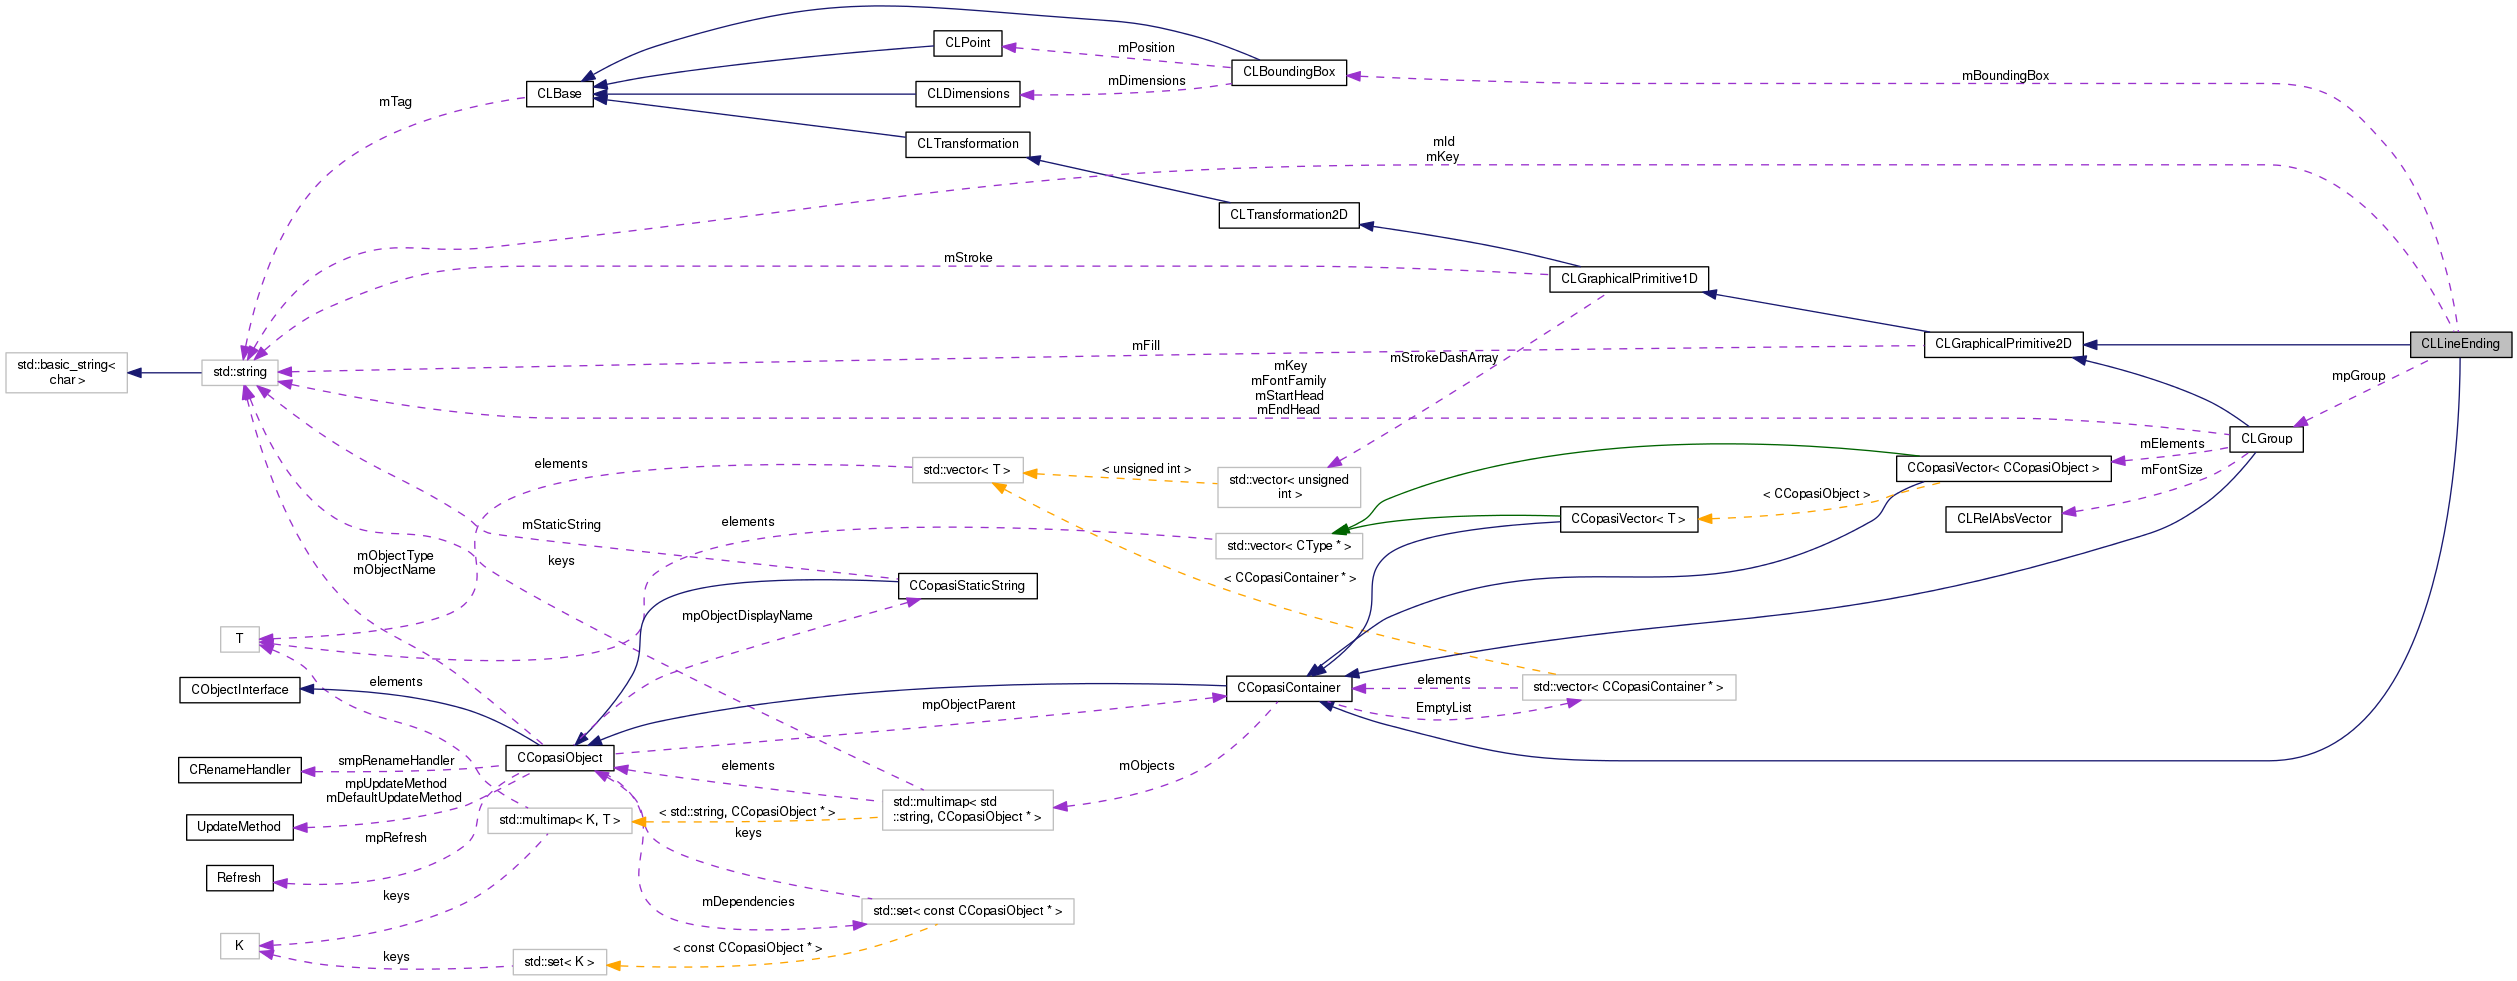 CLPoint
mPosition
CLBoundingBox
mBoundingBox
mDimensions
CLBase
CLDimensions
mTag
CLTransformation
mId
mKey
CLTransformation2D
mStroke
CLGraphicalPrimitive1D
std::basic_string<
char >
std::string
mFill
mStrokeDashArray
CLGraphicalPrimitive2D
CLLineEnding
mKey
mFontFamily
mStartHead
mEndHead
mpGroup
CLGroup
mElements
mFontSize
elements
std::vector< T >
< unsigned int >
std::vector< unsigned
int >
CCopasiVector< CCopasiObject >
< CCopasiObject >
CCopasiVector< T >
CLRelAbsVector
mStaticString
elements
std::vector< CType * >
mObjectType
mObjectName
keys
CCopasiStaticString
< CCopasiContainer * >
mpObjectDisplayName
T
CObjectInterface
elements
CCopasiContainer
elements
EmptyList
std::vector< CCopasiContainer * >
mpObjectParent
CRenameHandler
smpRenameHandler
CCopasiObject
elements
mObjects
mpUpdateMethod
mDefaultUpdateMethod
UpdateMethod
std::multimap< K, T >
< std::string, CCopasiObject * >
std::multimap< std
::string, CCopasiObject * >
keys
mpRefresh
Refresh
keys
mDependencies
std::set< const CCopasiObject * >
K
keys
std::set< K >
< const CCopasiObject * >